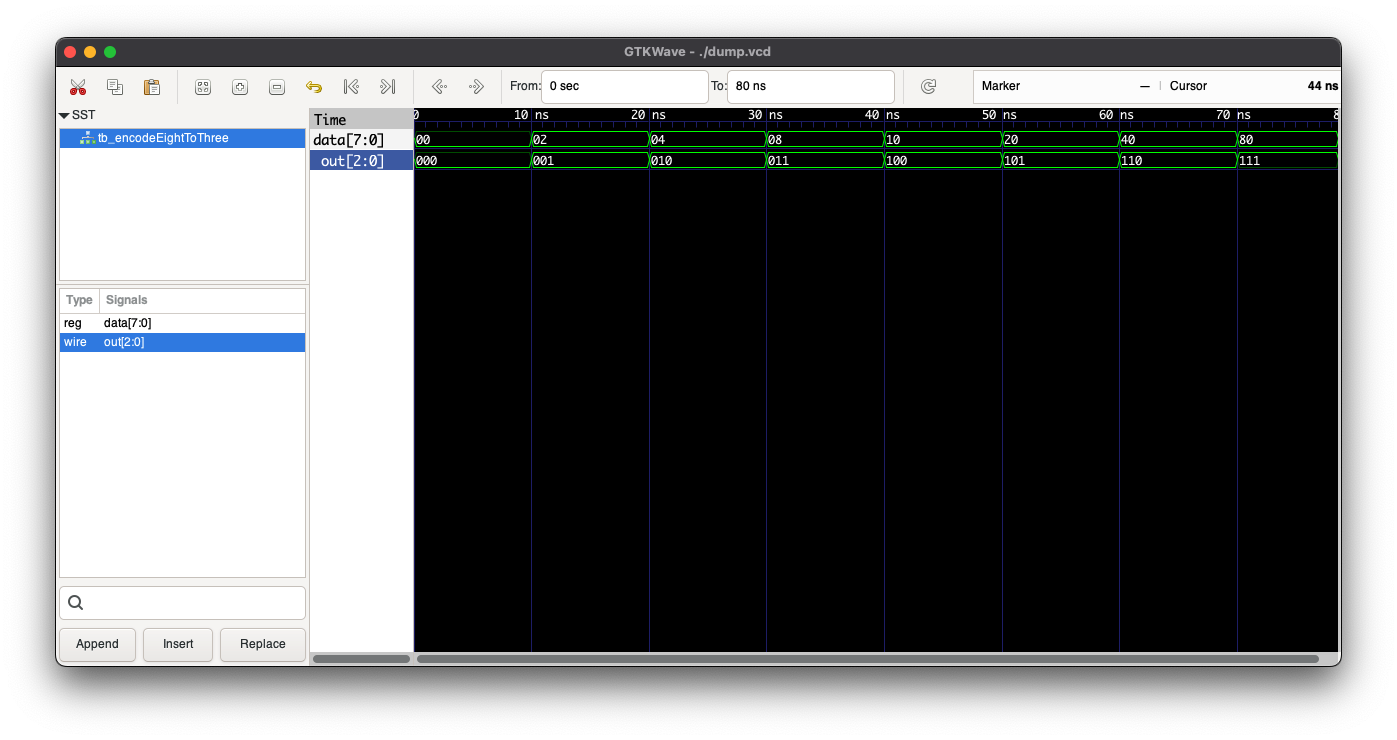 GTKWave - ./dump.vcd
From: 0 sec To: 80 ns Marker — | Cursor 44 ns
SST
tb_encodeEightToThree
Type Signals
reg data[7:0]
wire out[2:0]
Append Insert Replace
Time
data[7:0]
out[2:0]
0 10 ns 20 ns 30 ns 40 ns 50 ns 60 ns 70 ns 8
00 02 04 08 10 20 40 80
000 001 010 011 100 101 110 111